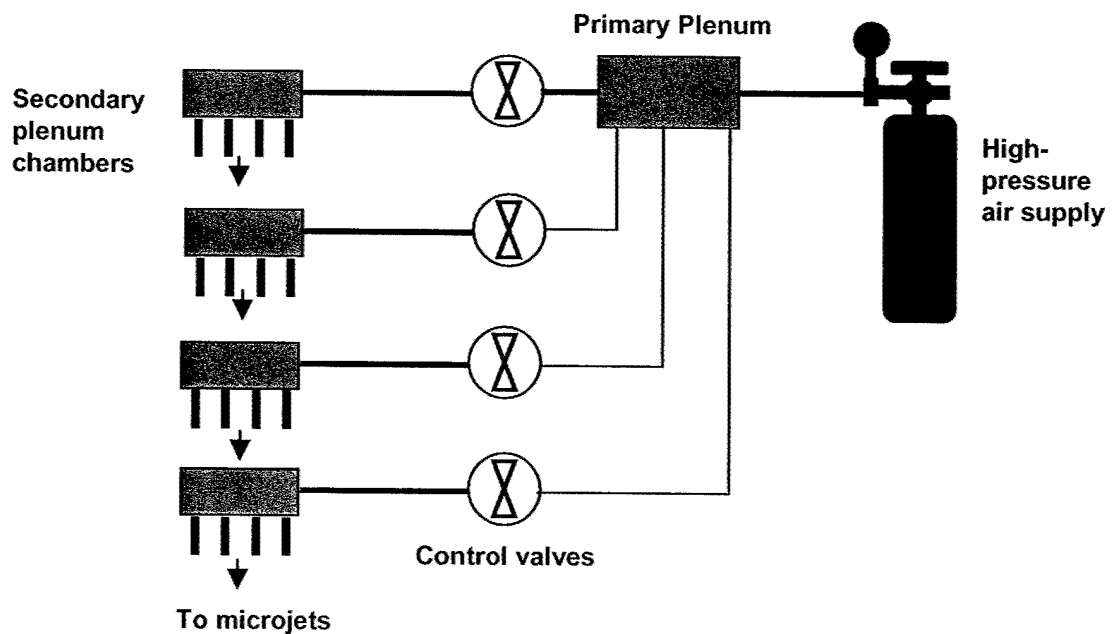 Primary Plenum
Secondary
plenum
chambers
High-
pressure
air supply
Control valves
To microjets